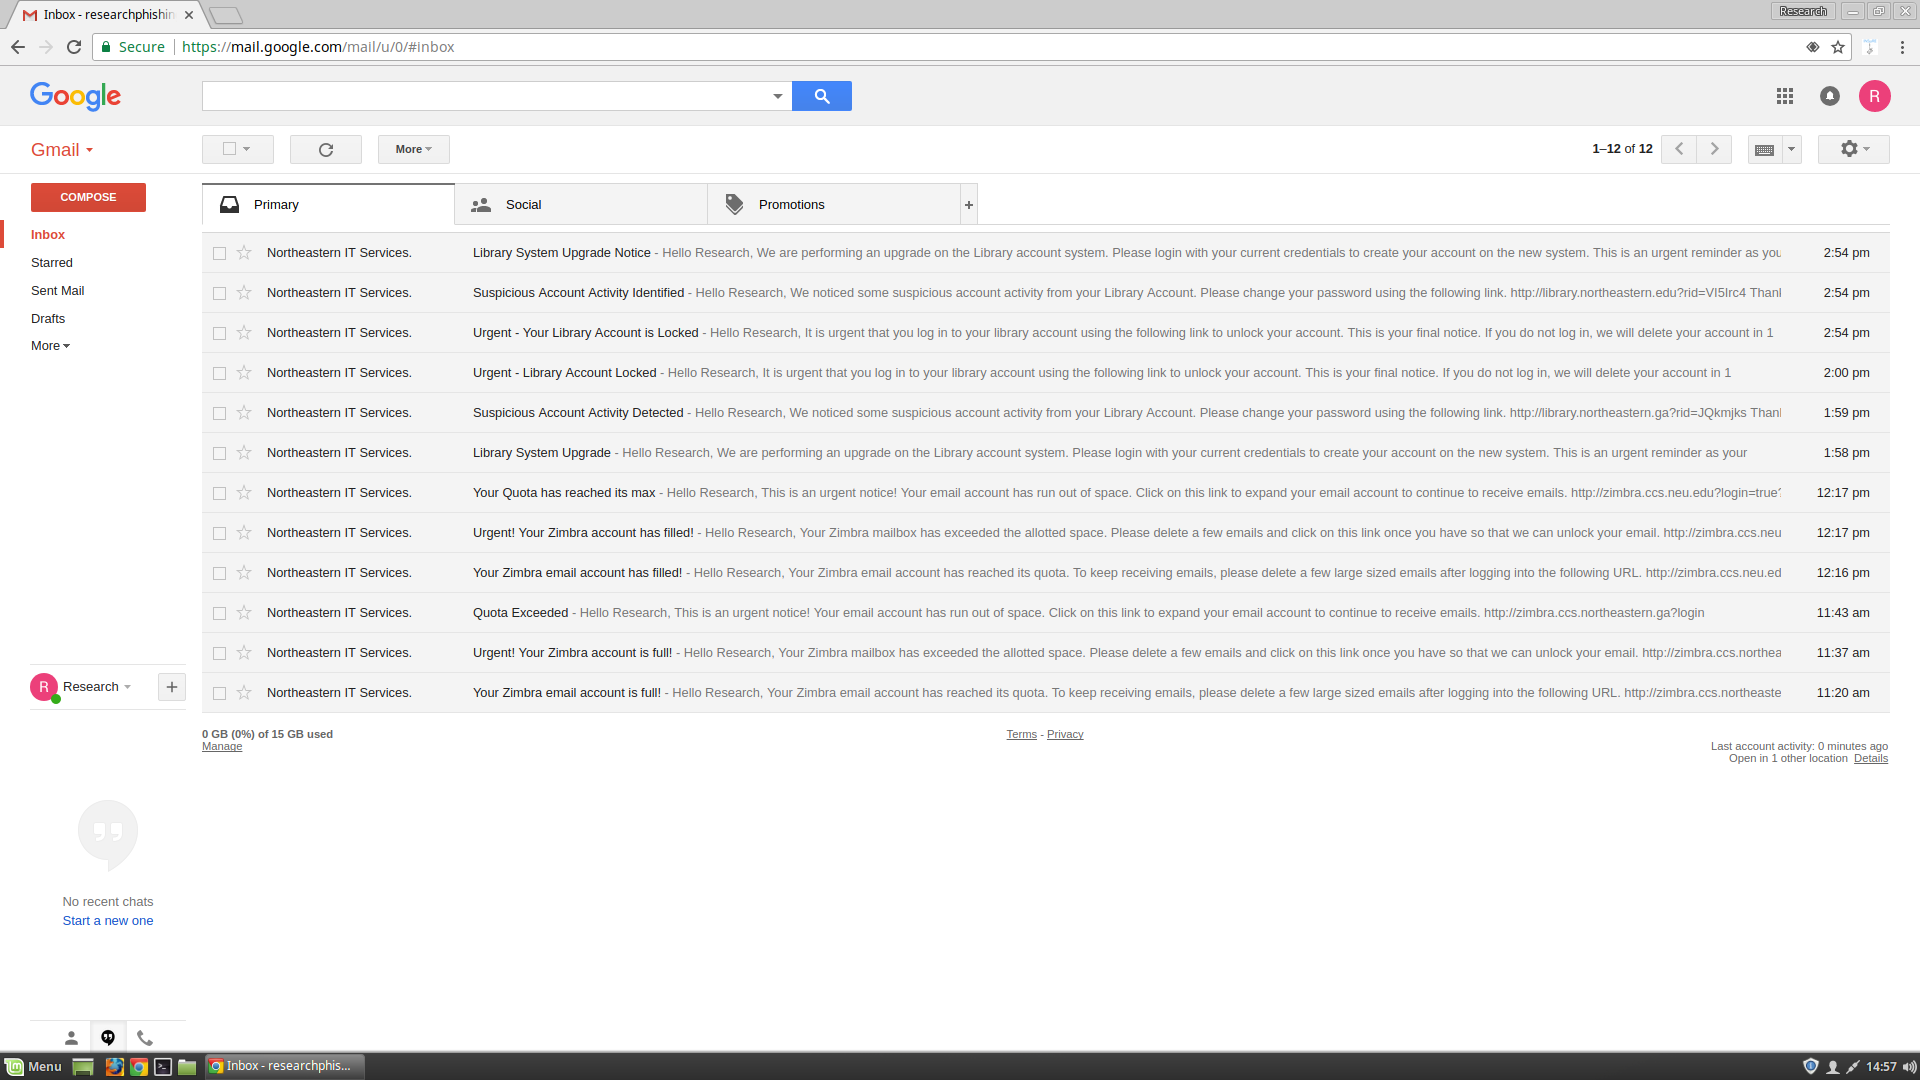 Inbox - researchphishin
Research
Secure https://mail.google.com/mail/u/0/#inbox
Google
R
Gmail
More
1–12 of 12
COMPOSE
Primary
Social
Promotions
+
Inbox
Starred
Sent Mail
Drafts
More
Northeastern IT Services. Library System Upgrade Notice - Hello Research, We are performing an upgrade on the Library account system. Please login with your current credentials to create your account on the new system. This is an urgent reminder as you 2:54 pm
Northeastern IT Services. Suspicious Account Activity Identified - Hello Research, We noticed some suspicious account activity from your Library Account. Please change your password using the following link. http://library.northeastern.edu?rid=VI5Irc4 Thanl 2:54 pm
Northeastern IT Services. Urgent - Your Library Account is Locked - Hello Research, It is urgent that you log in to your library account using the following link to unlock your account. This is your final notice. If you do not log in, we will delete your account in 1 2:54 pm
Northeastern IT Services. Urgent - Library Account Locked - Hello Research, It is urgent that you log in to your library account using the following link to unlock your account. This is your final notice. If you do not log in, we will delete your account in 1 2:00 pm
Northeastern IT Services. Suspicious Account Activity Detected - Hello Research, We noticed some suspicious account activity from your Library Account. Please change your password using the following link. http://library.northeastern.ga?rid=JQkmjks Thanl 1:59 pm
Northeastern IT Services. Library System Upgrade - Hello Research, We are performing an upgrade on the Library account system. Please login with your current credentials to create your account on the new system. This is an urgent reminder as your 1:58 pm
Northeastern IT Services. Your Quota has reached its max - Hello Research, This is an urgent notice! Your email account has run out of space. Click on this link to expand your email account to continue to receive emails. http://zimbra.ccs.neu.edu?login=true? 12:17 pm
Northeastern IT Services. Urgent! Your Zimbra account has filled! - Hello Research, Your Zimbra mailbox has exceeded the allotted space. Please delete a few emails and click on this link once you have so that we can unlock your email. http://zimbra.ccs.neu 12:17 pm
Northeastern IT Services. Your Zimbra email account has filled! - Hello Research, Your Zimbra email account has reached its quota. To keep receiving emails, please delete a few large sized emails after logging into the following URL. http://zimbra.ccs.neu.ed 12:16 pm
Northeastern IT Services. Quota Exceeded - Hello Research, This is an urgent notice! Your email account has run out of space. Click on this link to expand your email account to continue to receive emails. http://zimbra.ccs.northeastern.ga?login 11:43 am
Northeastern IT Services. Urgent! Your Zimbra account is full! - Hello Research, Your Zimbra mailbox has exceeded the allotted space. Please delete a few emails and click on this link once you have so that we can unlock your email. http://zimbra.ccs.northea 11:37 am
Northeastern IT Services. Your Zimbra email account is full! - Hello Research, Your Zimbra email account has reached its quota. To keep receiving emails, please delete a few large sized emails after logging into the following URL. http://zimbra.ccs.northeaste 11:20 am
R Research +
0 GB (0%) of 15 GB used
Manage
Terms - Privacy
Last account activity: 0 minutes ago
Open in 1 other location Details
No recent chats
Start a new one
Menu
Inbox - researchphis...
14:57